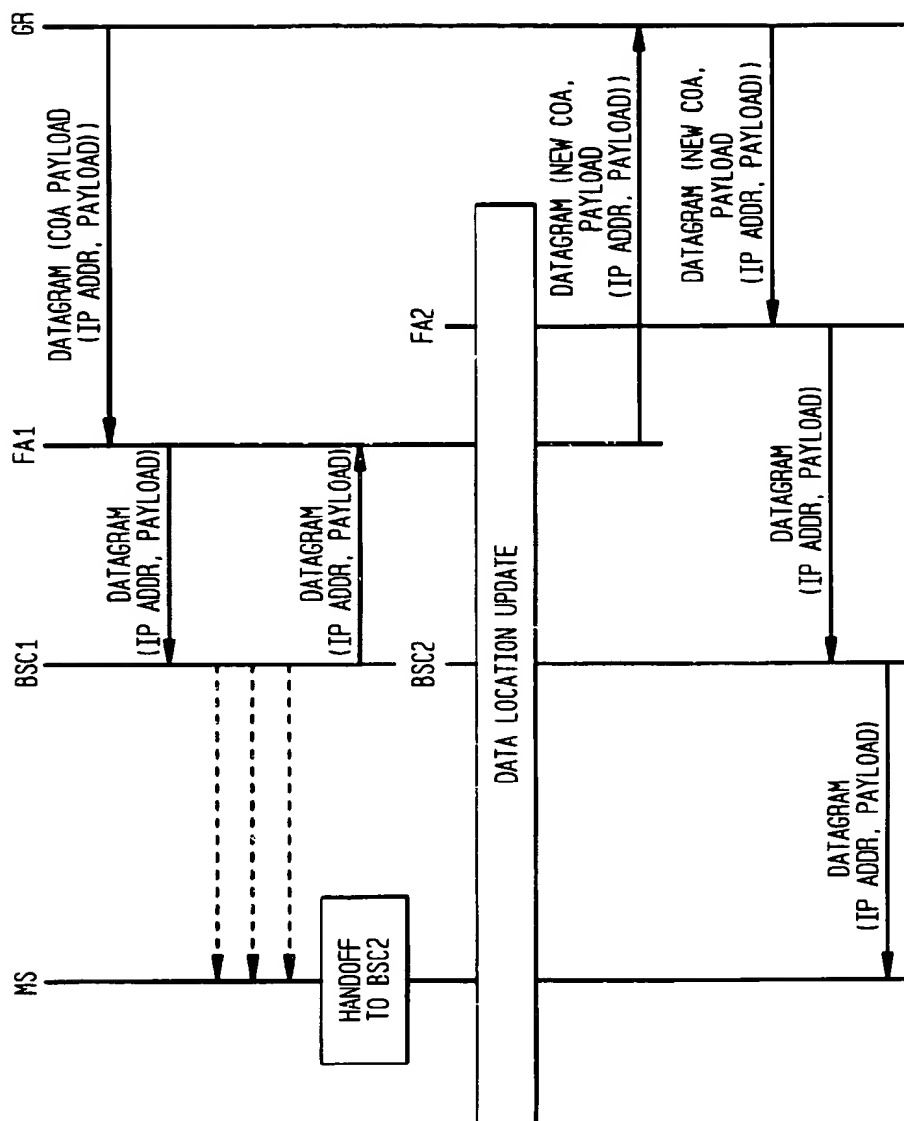 MS
BSC1
FA1
GR
DATAGRAM (COA PAYLOAD
(IP ADDR, PAYLOAD))
DATAGRAM
(IP ADDR, PAYLOAD)
HANDOFF
TO BSC2
DATAGRAM
(IP ADDR, PAYLOAD)
BSC2
FA2
DATA LOCATION UPDATE
DATAGRAM (NEW COA,
PAYLOAD
(IP ADDR, PAYLOAD))
DATAGRAM (NEW COA,
PAYLOAD
(IP ADDR, PAYLOAD))
DATAGRAM
(IP ADDR, PAYLOAD)
DATAGRAM
(IP ADDR, PAYLOAD)